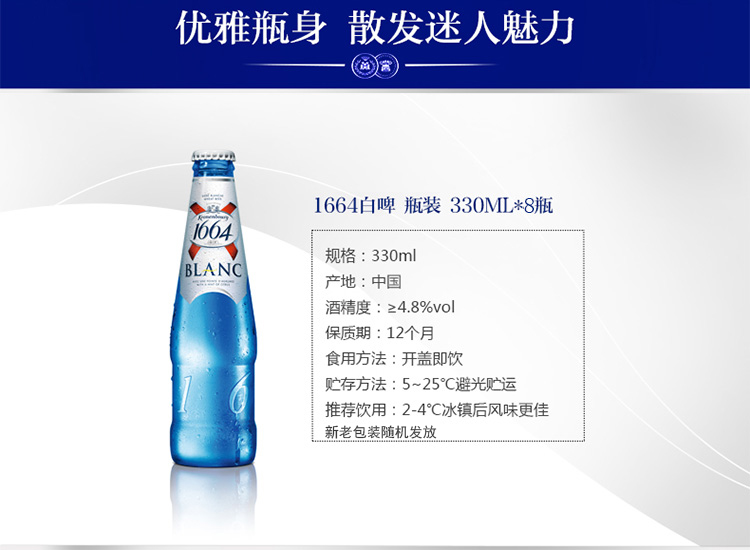 优雅瓶身 散发迷人魅力
Kronenbourg
1664
BLANC
1 6
1664白啤 瓶装 330ML*8瓶
规格：330ml
产地：中国
酒精度：≥4.8%vol
保质期：12个月
食用方法：开盖即饮
贮存方法：5~25℃避光贮运
推荐饮用：2-4℃冰镇后风味更佳
新老包装随机发放